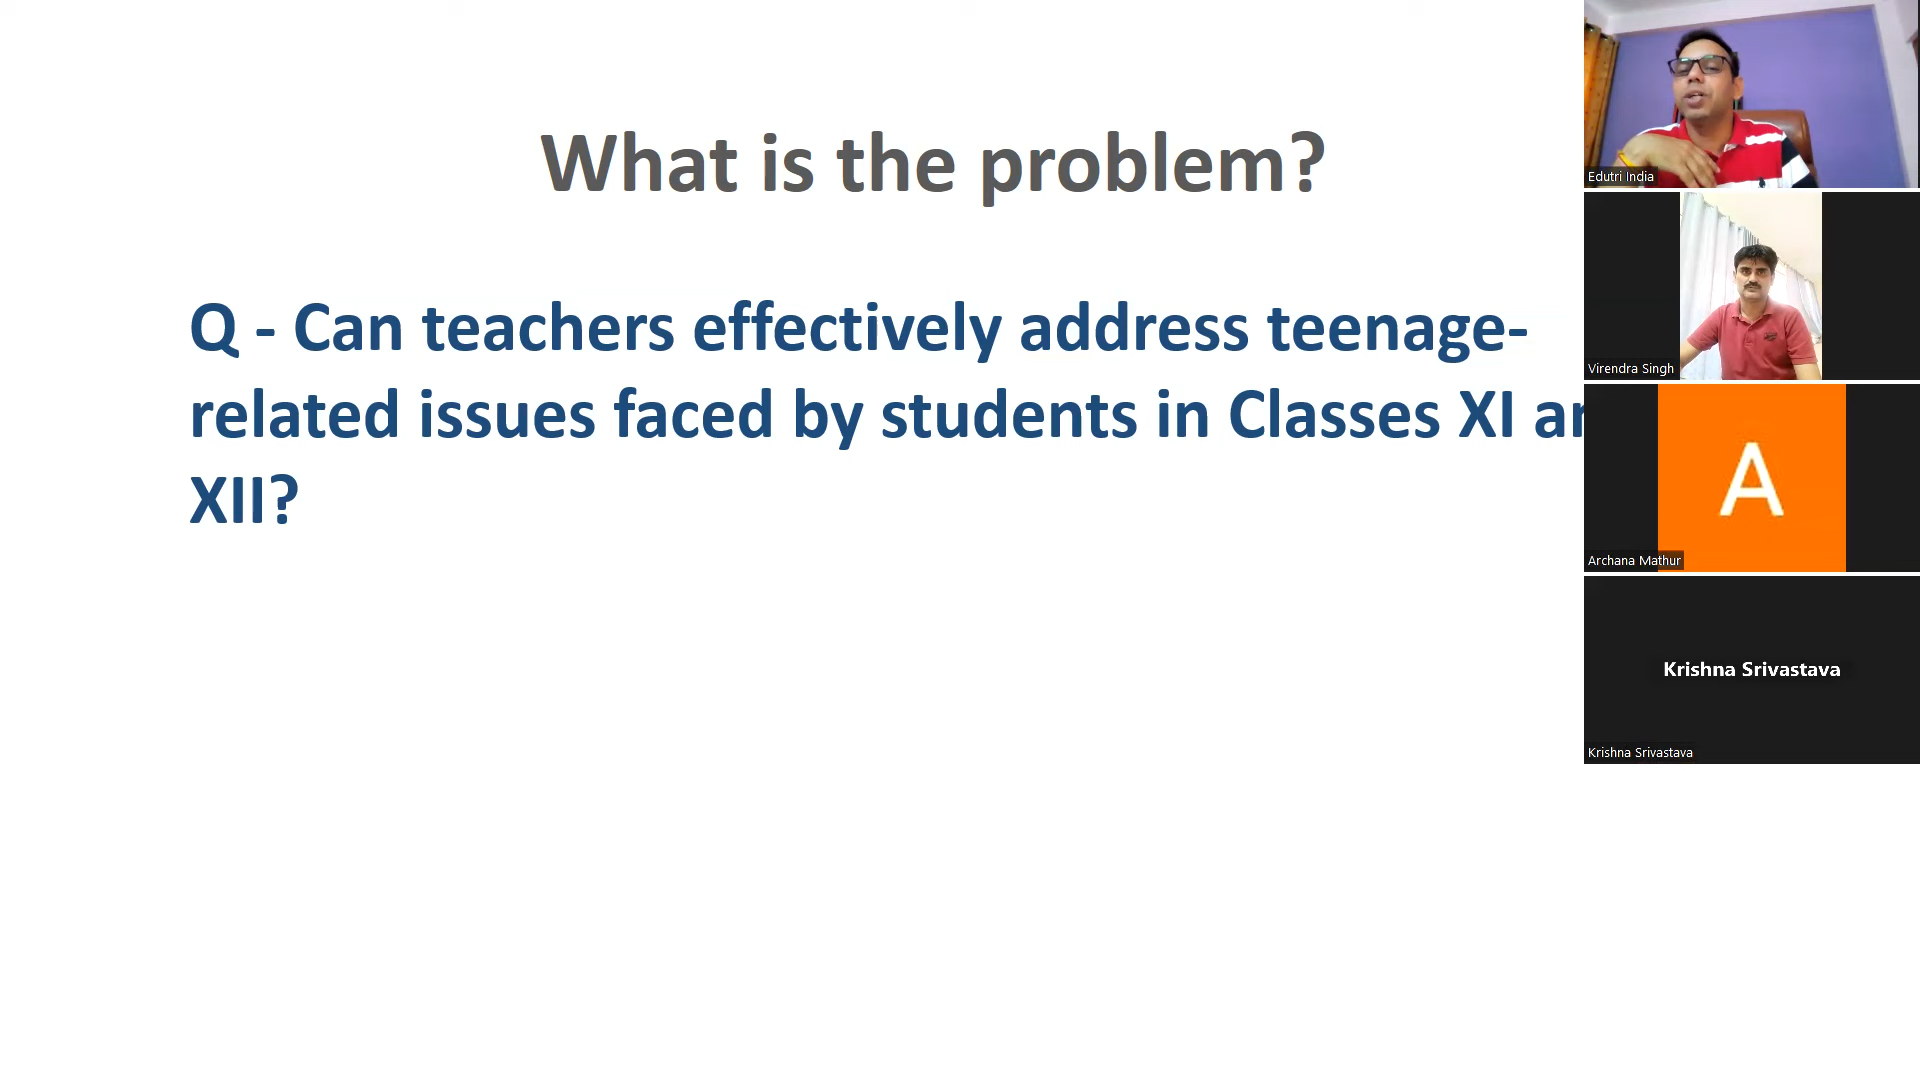 What is the problem?
Q - Can teachers effectively address teenage-
related issues faced by students in Classes XI
XII?
Edutri India
Virendra Singh
A
Archana Mathur
Krishna Srivastava
Krishna Srivastava